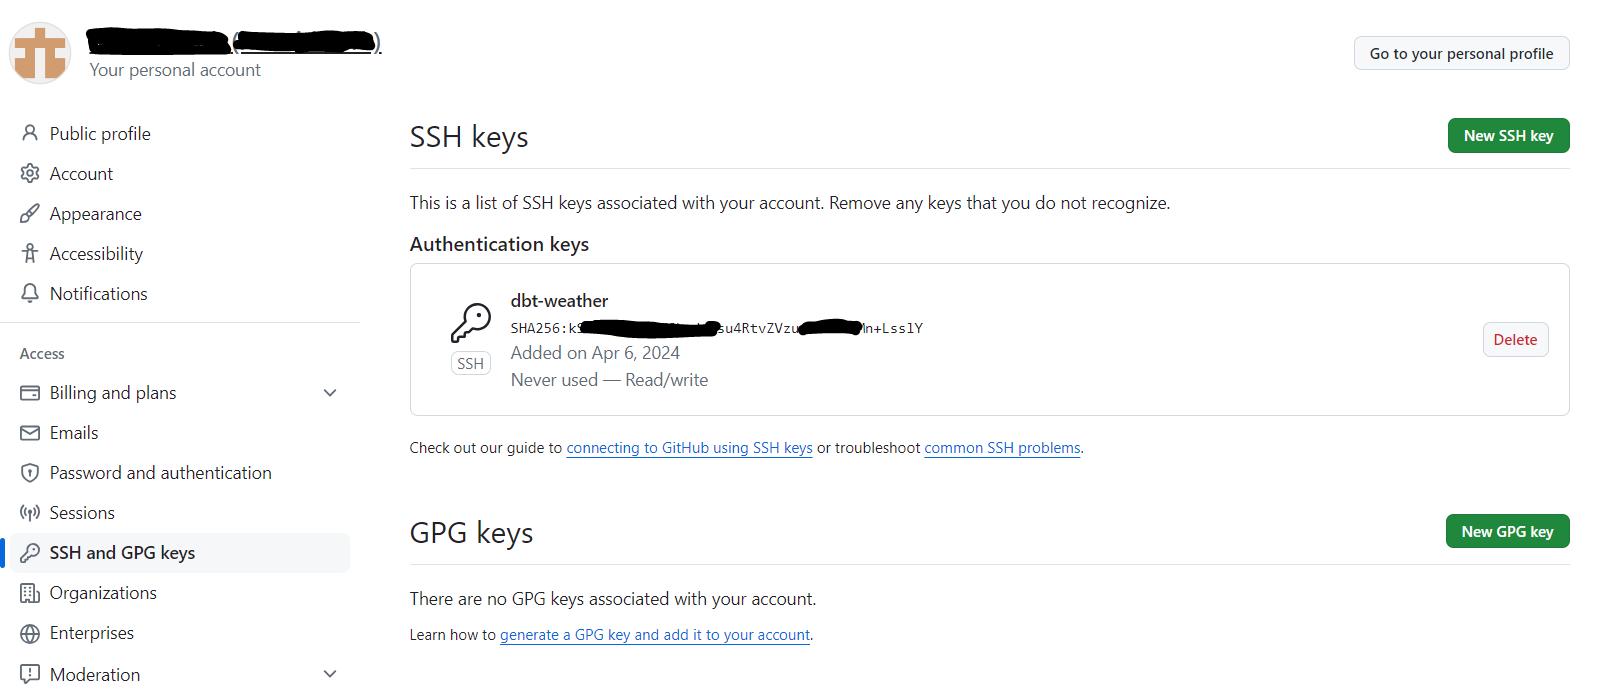 Your personal account
Go to your personal profile
Public profile
Account
Appearance
Accessibility
Notifications
Access
Billing and plans
Emails
Password and authentication
Sessions
SSH and GPG keys
Organizations
Enterprises
Moderation
SSH keys
New SSH key
This is a list of SSH keys associated with your account. Remove any keys that you do not recognize.
Authentication keys
dbt-weather
SHA256: su4RtvZVzu n+LsslY
SSH
Added on Apr 6, 2024
Never used — Read/write
Delete
Check out our guide to connecting to GitHub using SSH keys or troubleshoot common SSH problems.
GPG keys
New GPG key
There are no GPG keys associated with your account.
Learn how to generate a GPG key and add it to your account.